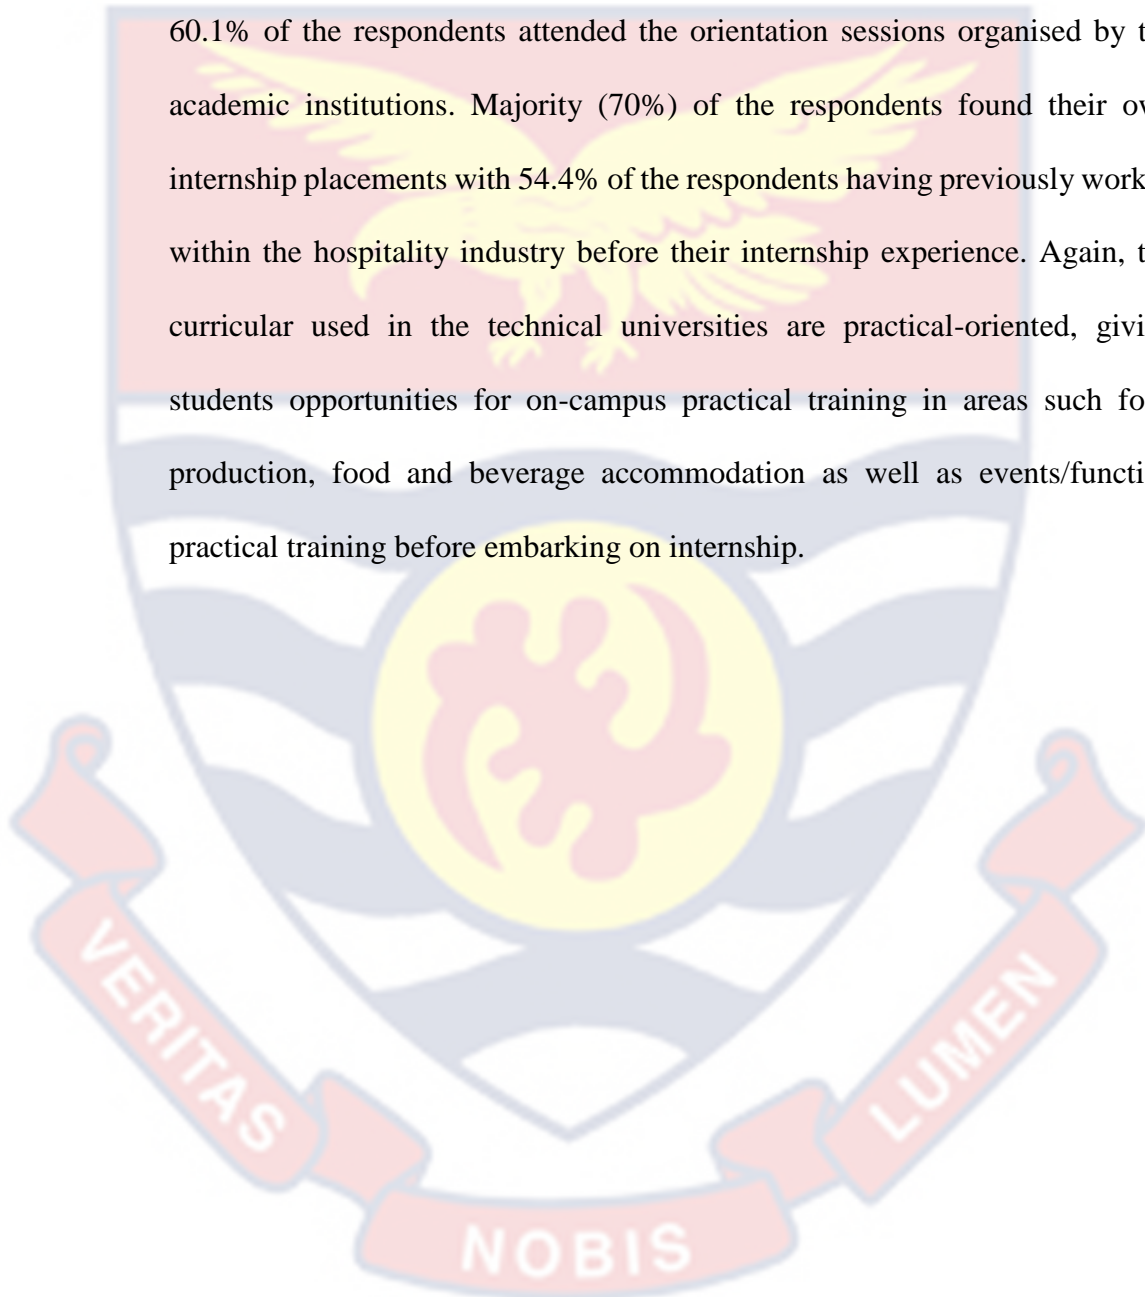 60.1% of the respondents attended the orientation sessions organised by t
academic institutions. Majority (70%) of the respondents found their ow
internship placements with 54.4% of the respondents having previously work
within the hospitality industry before their internship experience. Again, t
curricular used in the technical universities are practical-oriented, givi
students opportunities for on-campus practical training in areas such fo
production, food and beverage accommodation as well as events/functi
practical training before embarking on internship.
VERITAS
NOBIS
LUMEN